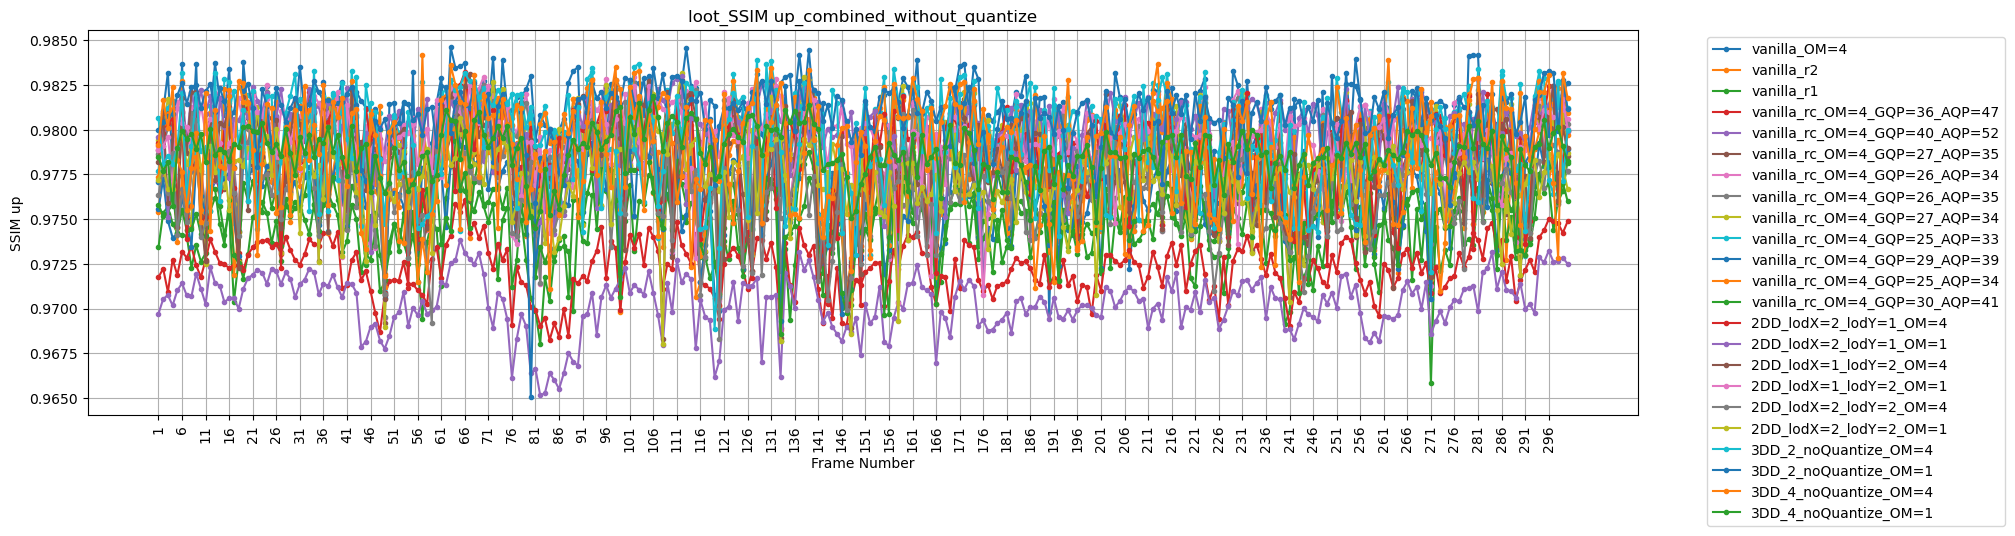 loot_SSIM up_combined_without_quantize
SSIM up
0.9850
0.9825
0.9800
0.9775
0.9750
0.9725
0.9700
0.9675
0.9650
1 6 11 16 21 26 31 36 41 46 51 56 61 66 71 76 81 86 91 96 101 106 111 116 121 126 131 136 141 146 151 156 161 166 171 176 181 186 191 196 201 206 211 216 221 226 231 236 241 246 251 256 261 266 271 276 281 286 291 296
Frame Number
vanilla_OM=4
vanilla_r2
vanilla_r1
vanilla_rc_OM=4_GQP=36_AQP=47
vanilla_rc_OM=4_GQP=40_AQP=52
vanilla_rc_OM=4_GQP=27_AQP=35
vanilla_rc_OM=4_GQP=26_AQP=34
vanilla_rc_OM=4_GQP=26_AQP=35
vanilla_rc_OM=4_GQP=27_AQP=34
vanilla_rc_OM=4_GQP=25_AQP=33
vanilla_rc_OM=4_GQP=29_AQP=39
vanilla_rc_OM=4_GQP=25_AQP=34
vanilla_rc_OM=4_GQP=30_AQP=41
2DD_lodX=2_lodY=1_OM=4
2DD_lodX=2_lodY=1_OM=1
2DD_lodX=1_lodY=2_OM=4
2DD_lodX=1_lodY=2_OM=1
2DD_lodX=2_lodY=2_OM=4
2DD_lodX=2_lodY=2_OM=1
3DD_2_noQuantize_OM=4
3DD_2_noQuantize_OM=1
3DD_4_noQuantize_OM=4
3DD_4_noQuantize_OM=1